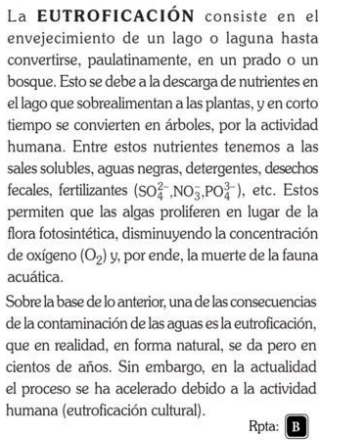 La EUTROFICACIÓN consiste en el
envejecimiento de un lago o laguna hasta
convertirse, paulatinamente, en un prado o un
bosque. Esto se debe a la descarga de nutrientes en
el lago que sobrealimentan a las plantas, y en corto
tiempo se convierten en árboles, por la actividad
humana. Entre estos nutrientes tenemos a las
sales solubles, aguas negras, detergentes, desechos
fecales, fertilizantes (SO₄²⁻,NO₃⁻,PO₄³⁻), etc. Estos
permiten que las algas proliferen en lugar de la
flora fotosintética, disminuyendo la concentración
de oxígeno (O₂) y, por ende, la muerte de la fauna
acuática.
Sobre la base de lo anterior, una de las consecuencias
de la contaminación de las aguas es la eutroficación,
que en realidad, en forma natural, se da pero en
cientos de años. Sin embargo, en la actualidad
el proceso se ha acelerado debido a la actividad
humana (eutroficación cultural).
Rpta: B